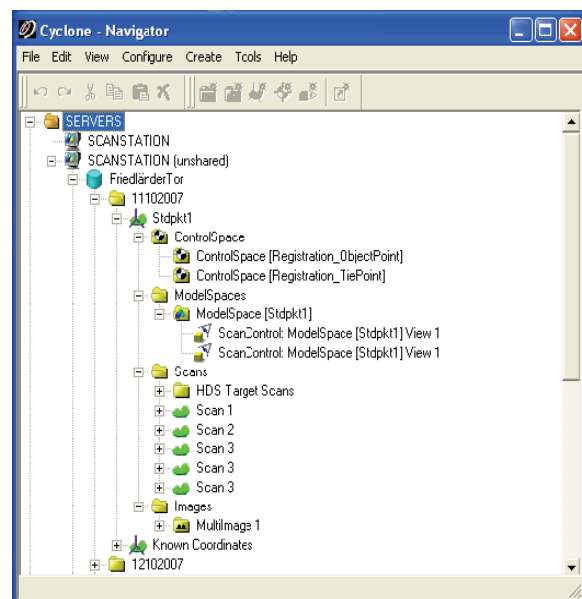 Cyclone - Navigator
File Edit View Configure Create Tools Help
SERVERS
SCANSTATION
SCANSTATION (unshared)
FriedländerTor
11102007
Stdpkt1
ControlSpace
ControlSpace [Registration_ObjectPoint]
ControlSpace [Registration_TiePoint]
ModelSpaces
ModelSpace [Stdpkt1]
ScanControl: ModelSpace [Stdpkt1] View 1
ScanControl: ModelSpace [Stdpkt1] View 1
Scans
HDS Target Scans
Scan 1
Scan 2
Scan 3
Scan 3
Scan 3
Images
MultiImage 1
Known Coordinates
12102007